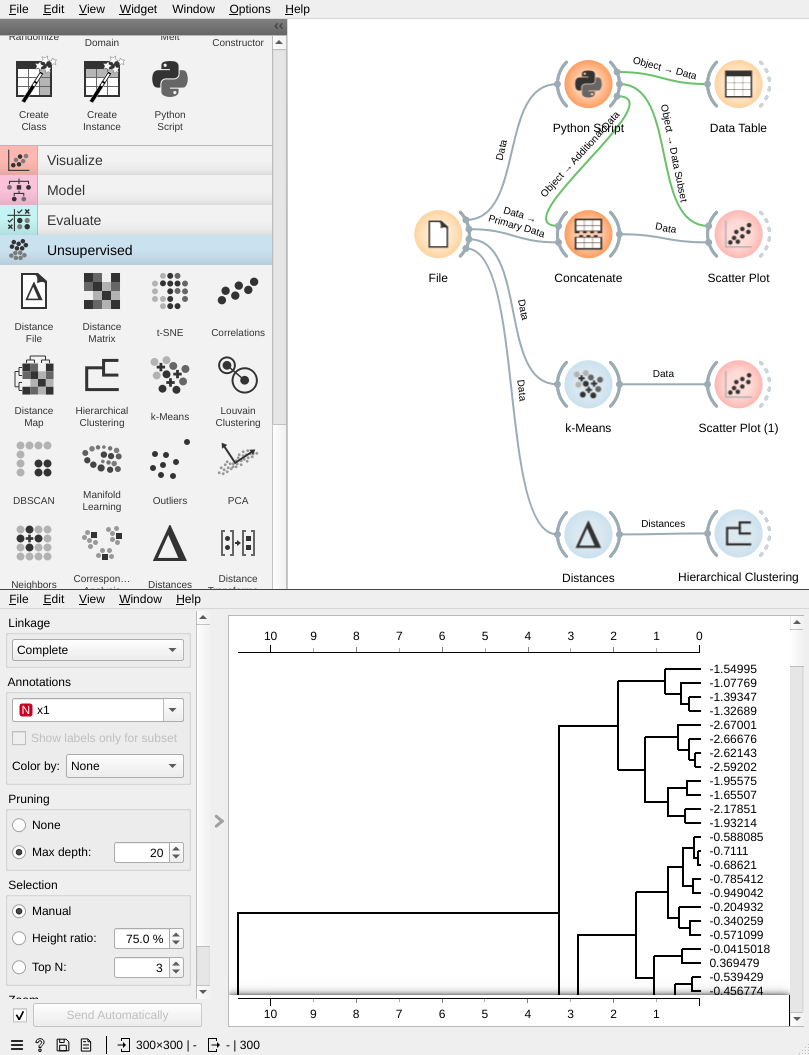 File Edit View Widget Window Options Help
Randomize Domain Melt Constructor
Create Class
Create Instance
Python Script
Visualize
Model
Evaluate
Unsupervised
Distance File
Distance Matrix
t-SNE
Correlations
Distance Map
Hierarchical Clustering
k-Means
Louvain Clustering
DBSCAN
Manifold Learning
Outliers
PCA
Neighbors
Correspon...
Distances
Distance
Python Script
Object → Data
Data Table
Data
Object → Additional Data
Object → Data Subset
File
Data →
Primary Data
Concatenate
Data
Scatter Plot
Data
k-Means
Data
Scatter Plot (1)
Data
Distances
Distances
Hierarchical Clustering
File Edit View Window Help
Linkage
Complete
Annotations
N x1
Show labels only for subset
Color by: None
Pruning
None
Max depth: 20
Selection
Manual
Height ratio: 75.0 %
Top N: 3
Zoom
Send Automatically
10 9 8 7 6 5 4 3 2 1 0
-1.54995
-1.07769
-1.39347
-1.32689
-2.67001
-2.66676
-2.62143
-2.59202
-1.95575
-1.65507
-2.17851
-1.93214
-0.588085
-0.7111
-0.68621
-0.785412
-0.949042
-0.204932
-0.340259
-0.571099
-0.0415018
0.369479
-0.539429
-0.456774
10 9 8 7 6 5 4 3 2 1
? 300×300 | - - | 300